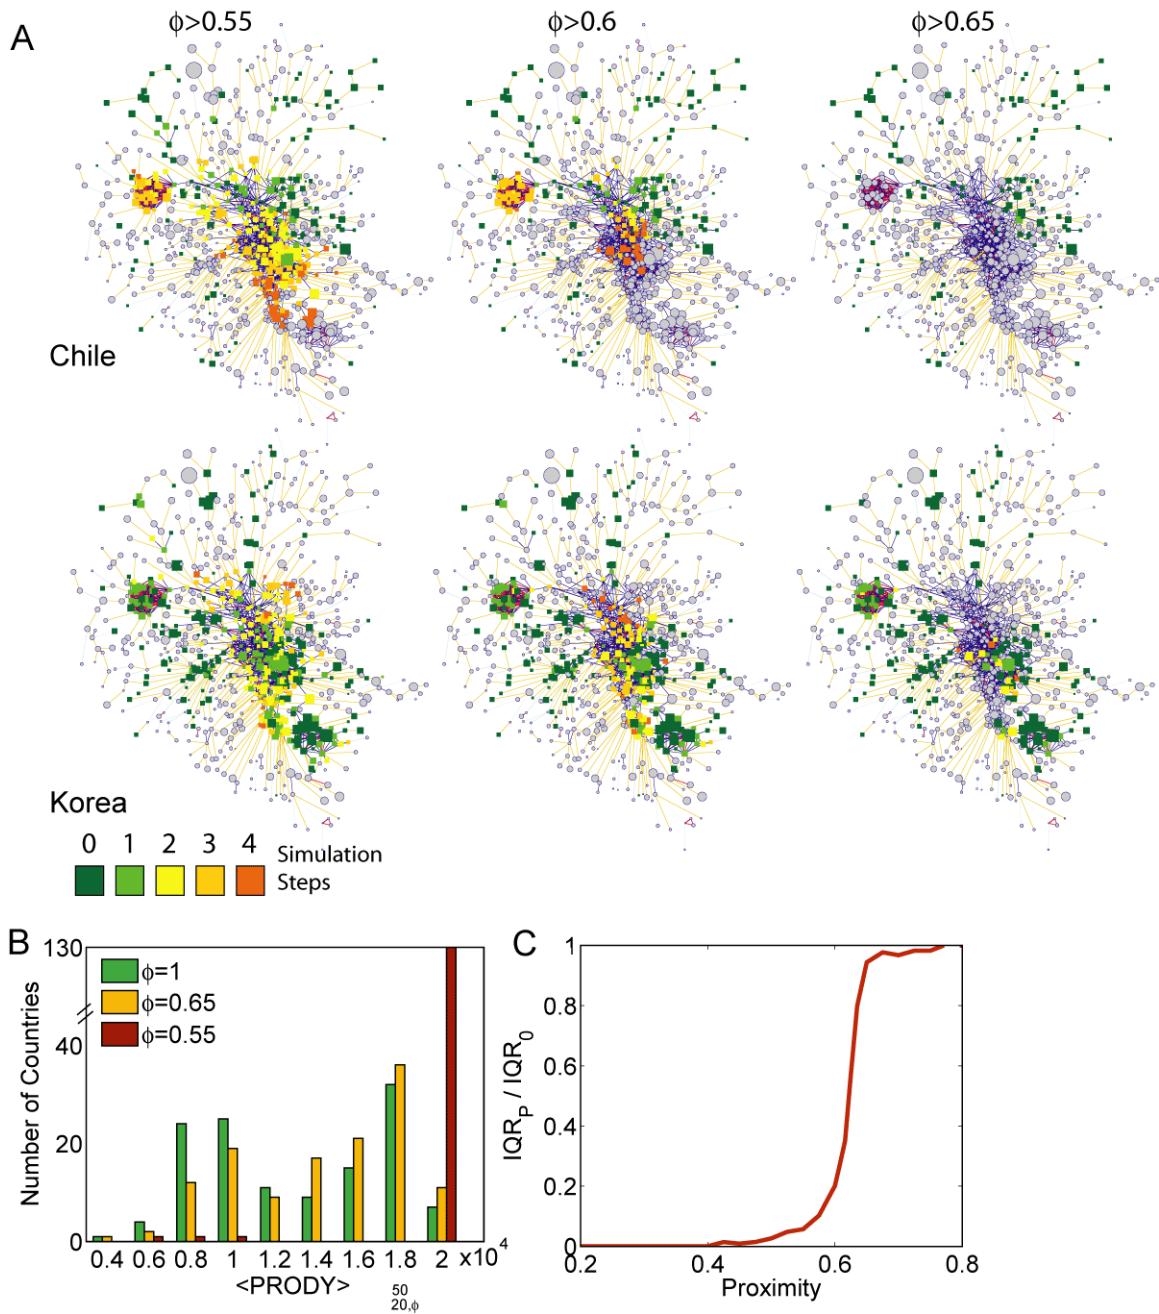 A
ϕ>0.55
ϕ>0.6
ϕ>0.65
Chile
Korea
0 1 2 3 4
Simulation
Steps
B
130
40
20
0
Number of Countries
ϕ=1
ϕ=0.65
ϕ=0.55
0.4 0.6 0.8 1 1.2 1.4 1.6 1.8 2 x10^4
<PRODY> 50
20,ϕ
C
1
0.8
0.6
0.4
0.2
0
IQR_P / IQR_0
0.2 0.4 0.6 0.8
Proximity